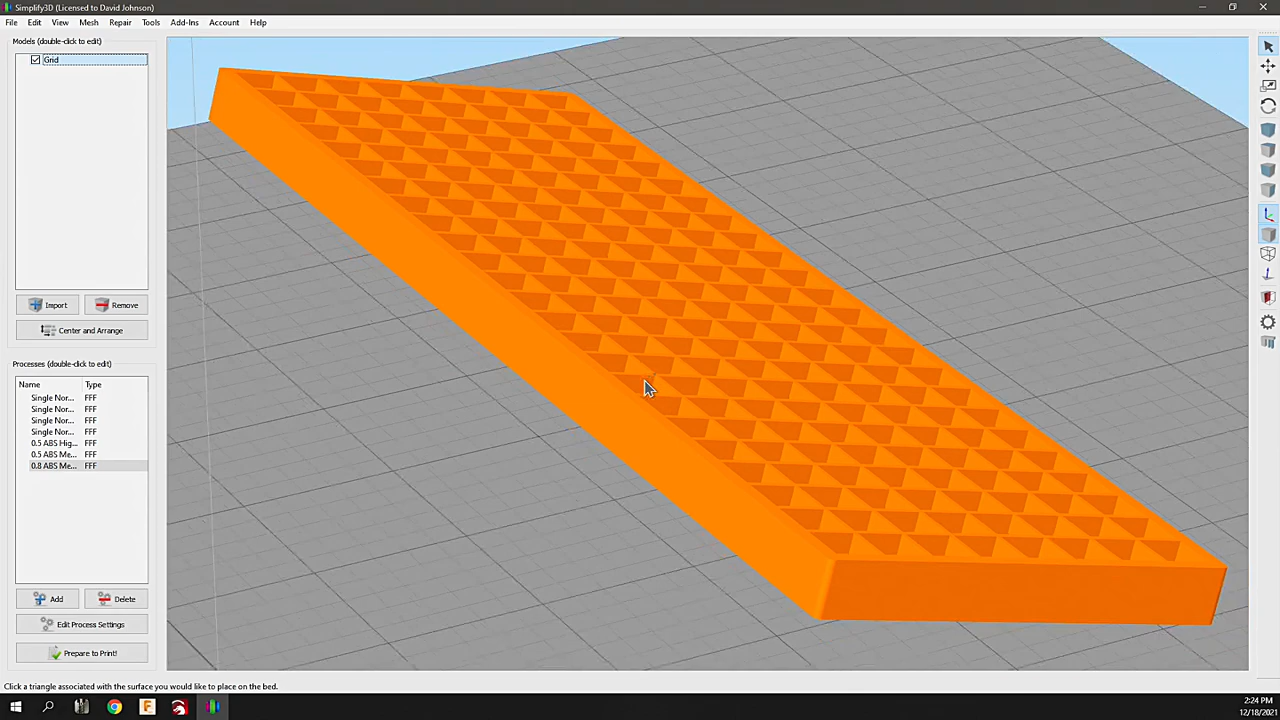 Simplify3D (Licensed to David Johnson)
File Edit View Mesh Repair Tools Add-Ins Account Help
Models (double-click to edit)
Grid
Import Remove
Center and Arrange
Processes (double-click to edit)
Name Type
Single Nor... FFF
Single Nor... FFF
Single Nor... FFF
Single Nor... FFF
0.5 ABS Hig... FFF
0.5 ABS Me... FFF
0.8 ABS Me... FFF
Add Delete
Edit Process Settings
Prepare to Print!
Click a triangle associated with the surface you would like to place on the bed.
2:24 PM
12/18/2021